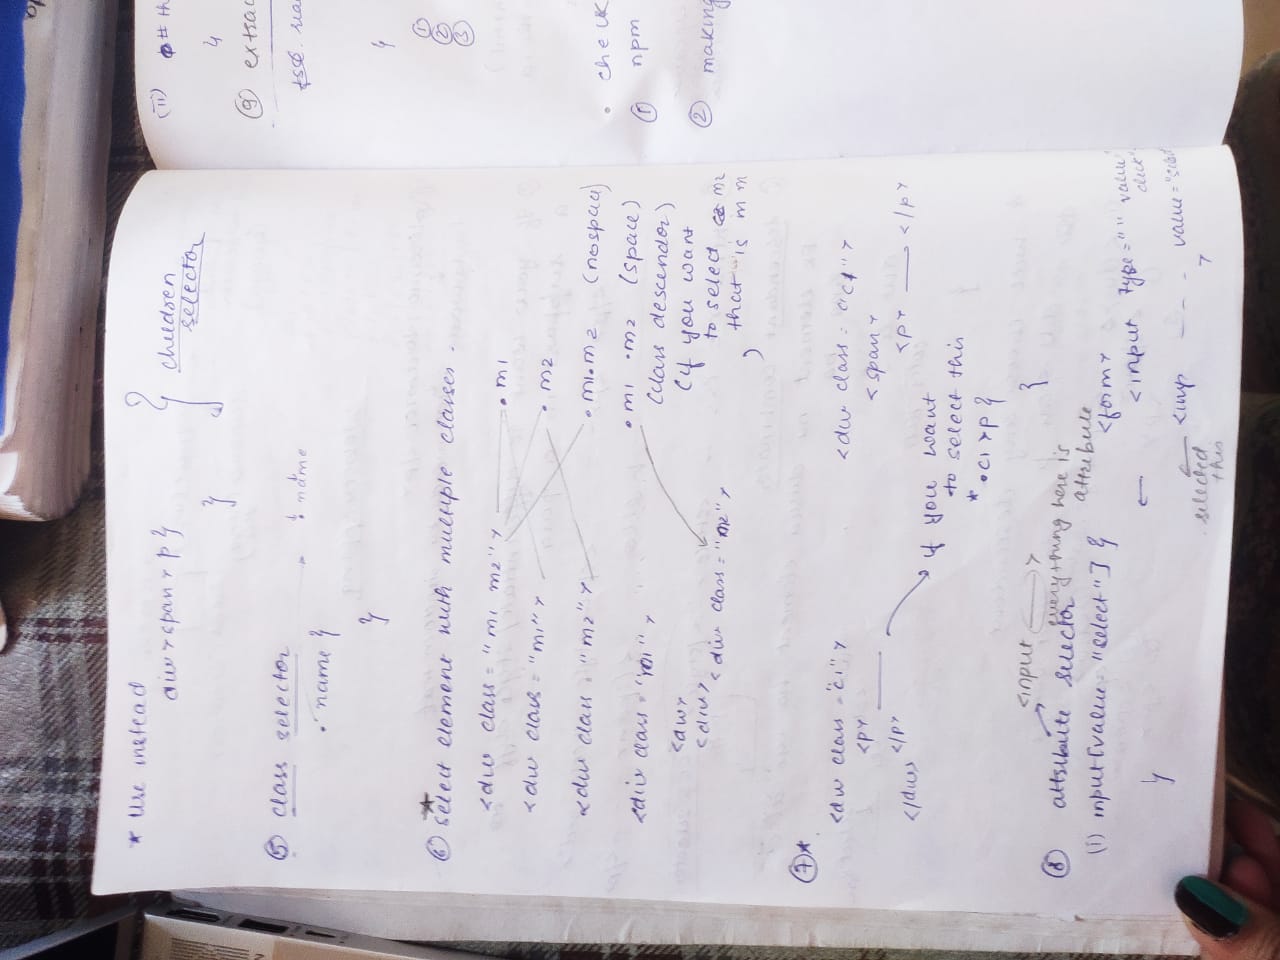 * Use instead
div > span > p {
}
} children
selector
⑤ class selector
. name {
. name
}
⑥ * select element with multiple classes.
<div class = "m1 m2" >
. m1
<div class = "m1" >
. m2
<div class "m2" >
. m1.m2 (nospace)
. m1 .m2 (space)
<div class = "m1" >
(class descendor)
<div>
(if you want
<div>
to select m2
<div class = "m2" >
that is in m
)
⑦ *
<div class = "c1" >
<div class = "c1" >
<p>
<span>
</p>
<p> — </p>
</div>
if you want
to select this
* .c1 > p {
}
<input >
⑧ attribute selector
everything here is
attribute
(i) input [value = "select"] {
<form>
<input type = " " value
click"
}
← <inp - - - value = "select
>
selected
this
(ii) # th
}
⑨ extrac
}
①
②
③
. check
① npm
② making